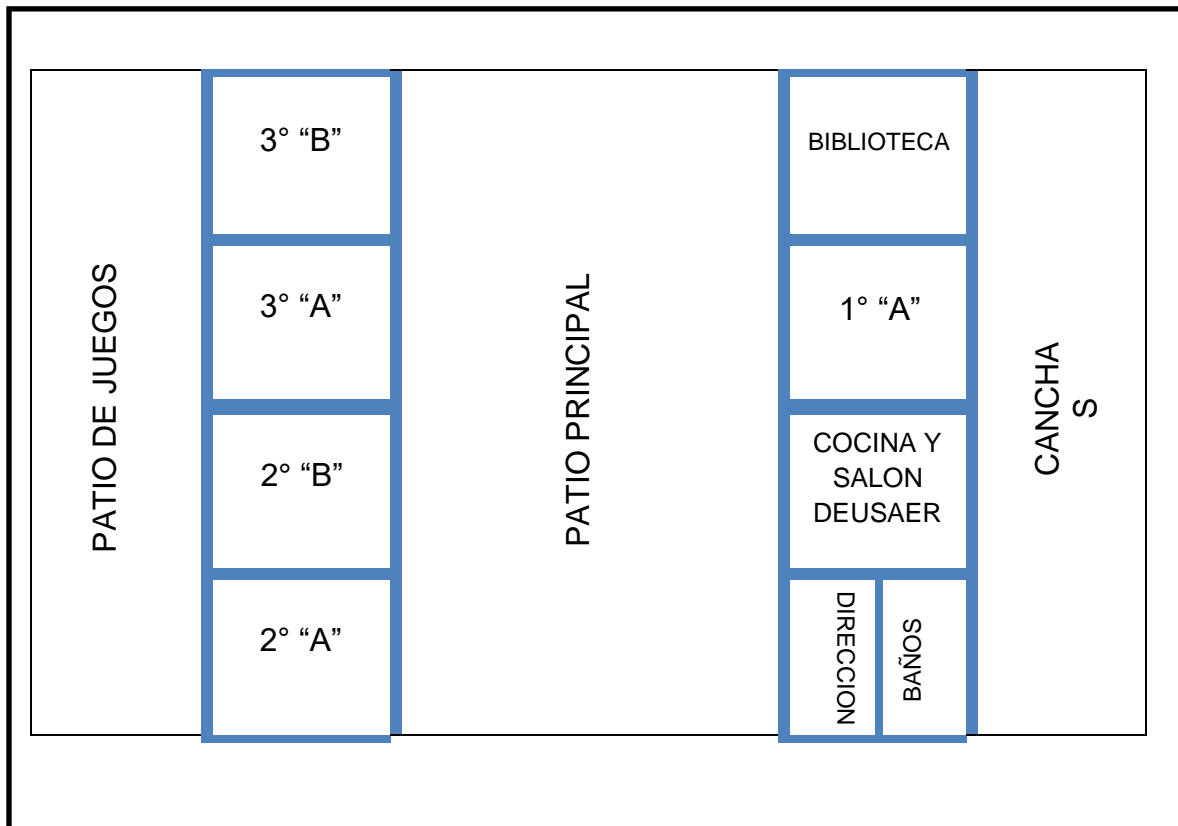 PATIO DE JUEGOS
3° “B”
3° “A”
2° “B”
2° “A”
PATIO PRINCIPAL
BIBLIOTECA
1° “A”
COCINA Y
SALON
DEUSAER
DIRECCION
BAÑOS
CANCHA
S